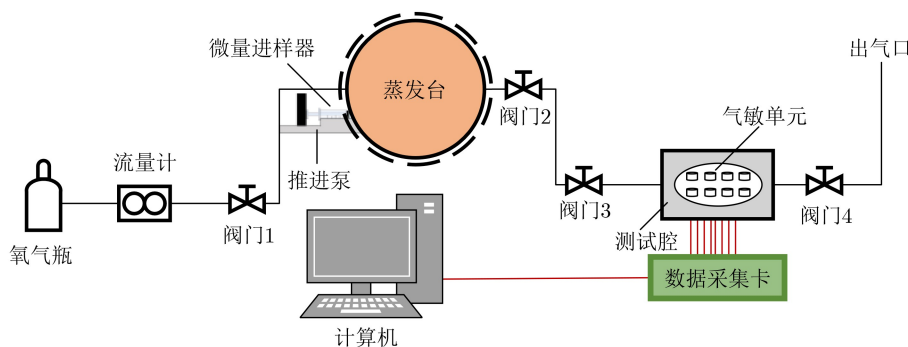 微量进样器
蒸发台
出气口
阀门2
气敏单元
流量计
推进泵
阀门1
阀门3
阀门4
氧气瓶
测试腔
数据采集卡
计算机